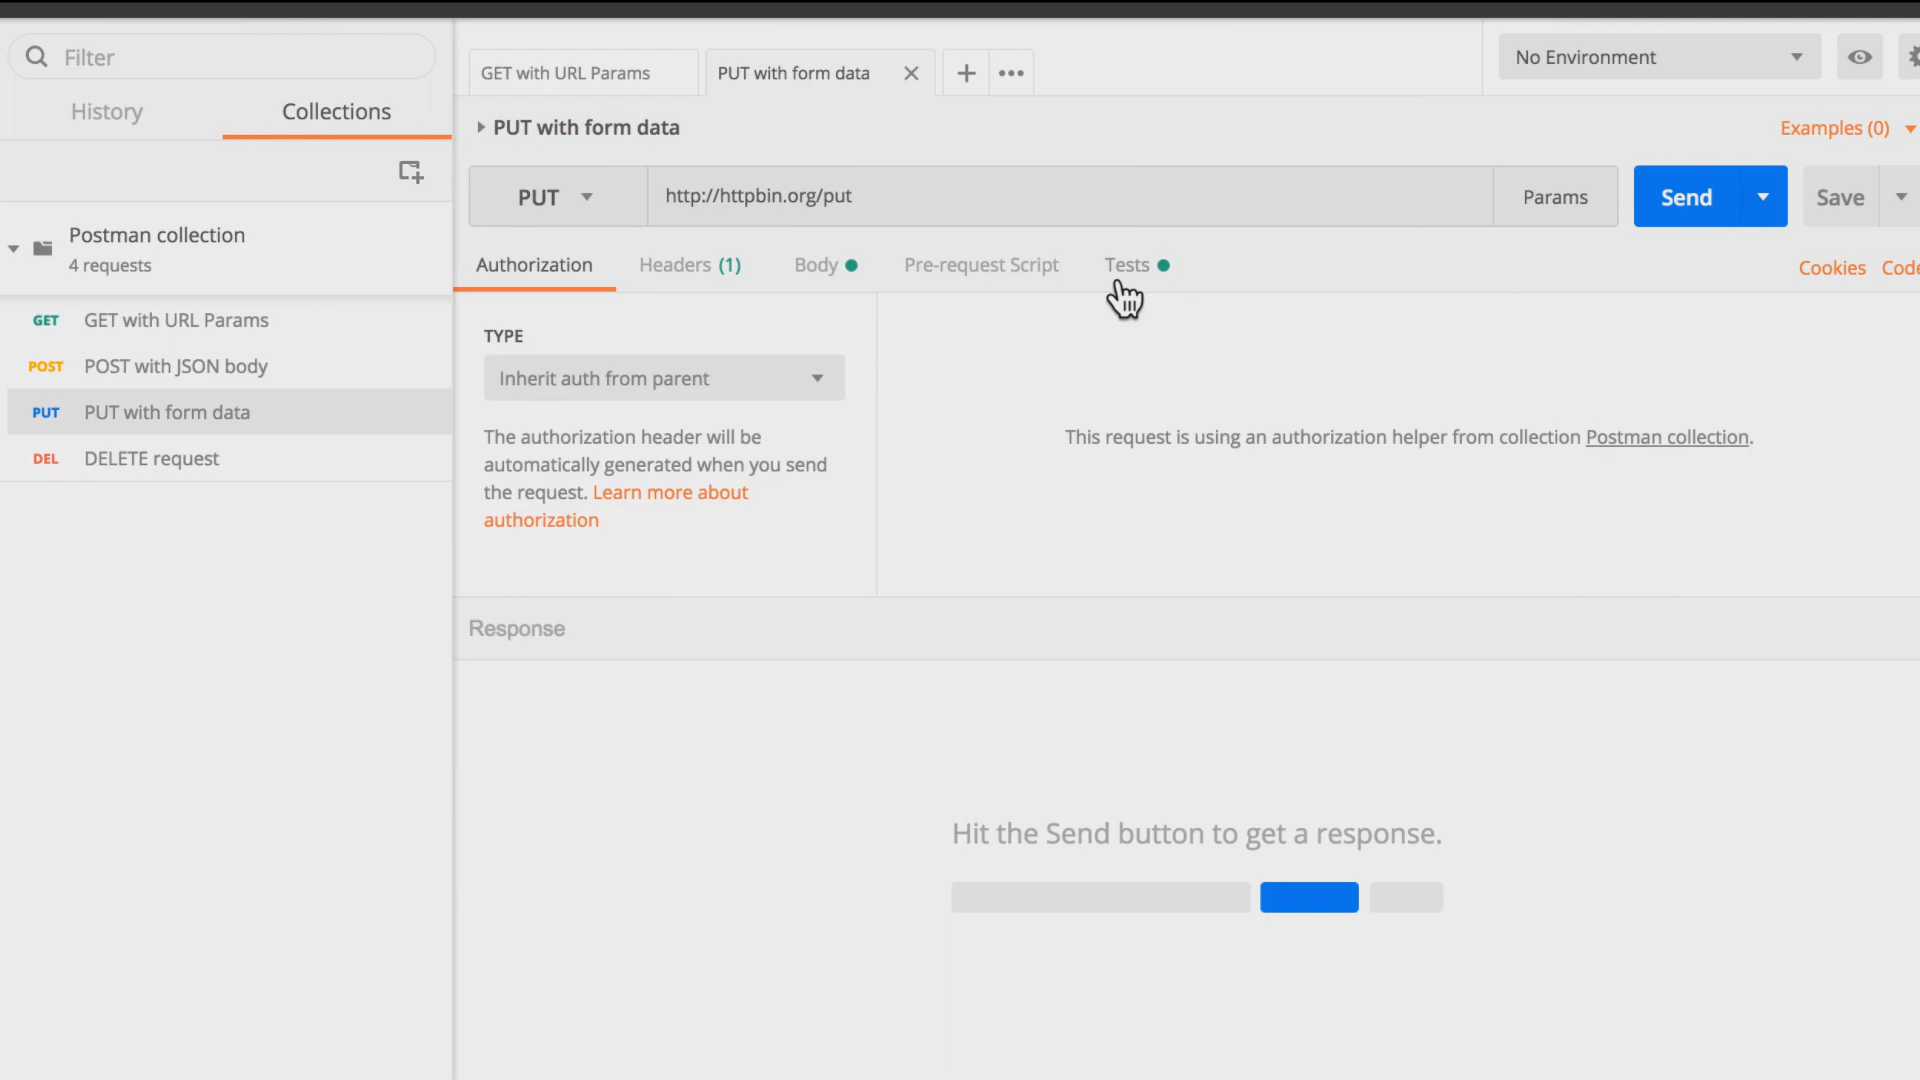 Filter
History
Collections
Postman collection
4 requests
GET GET with URL Params
POST POST with JSON body
PUT PUT with form data
DEL DELETE request
GET with URL Params
PUT with form data
No Environment
PUT with form data
Examples (0)
PUT
http://httpbin.org/put
Params
Send
Save
Authorization
Headers (1)
Body
Pre-request Script
Tests
Cookies
Code
TYPE
Inherit auth from parent
The authorization header will be
automatically generated when you send
the request. Learn more about
authorization
This request is using an authorization helper from collection Postman collection.
Response
Hit the Send button to get a response.